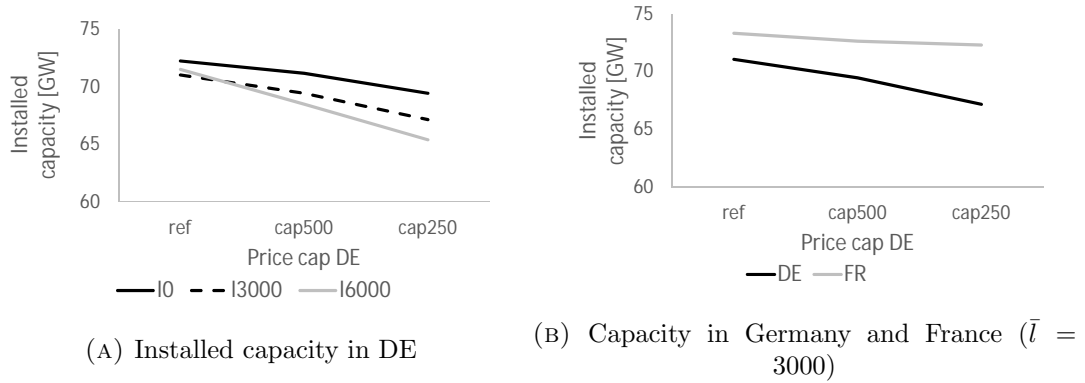 75
70
65
60
Installed
capacity [GW]
ref
cap500
cap250
Price cap DE
l0
l3000
l6000
(A) Installed capacity in DE
75
70
65
60
Installed
capacity [GW]
ref
cap500
cap250
Price cap DE
DE
FR
(B) Capacity in Germany and France (l̄ =
3000)